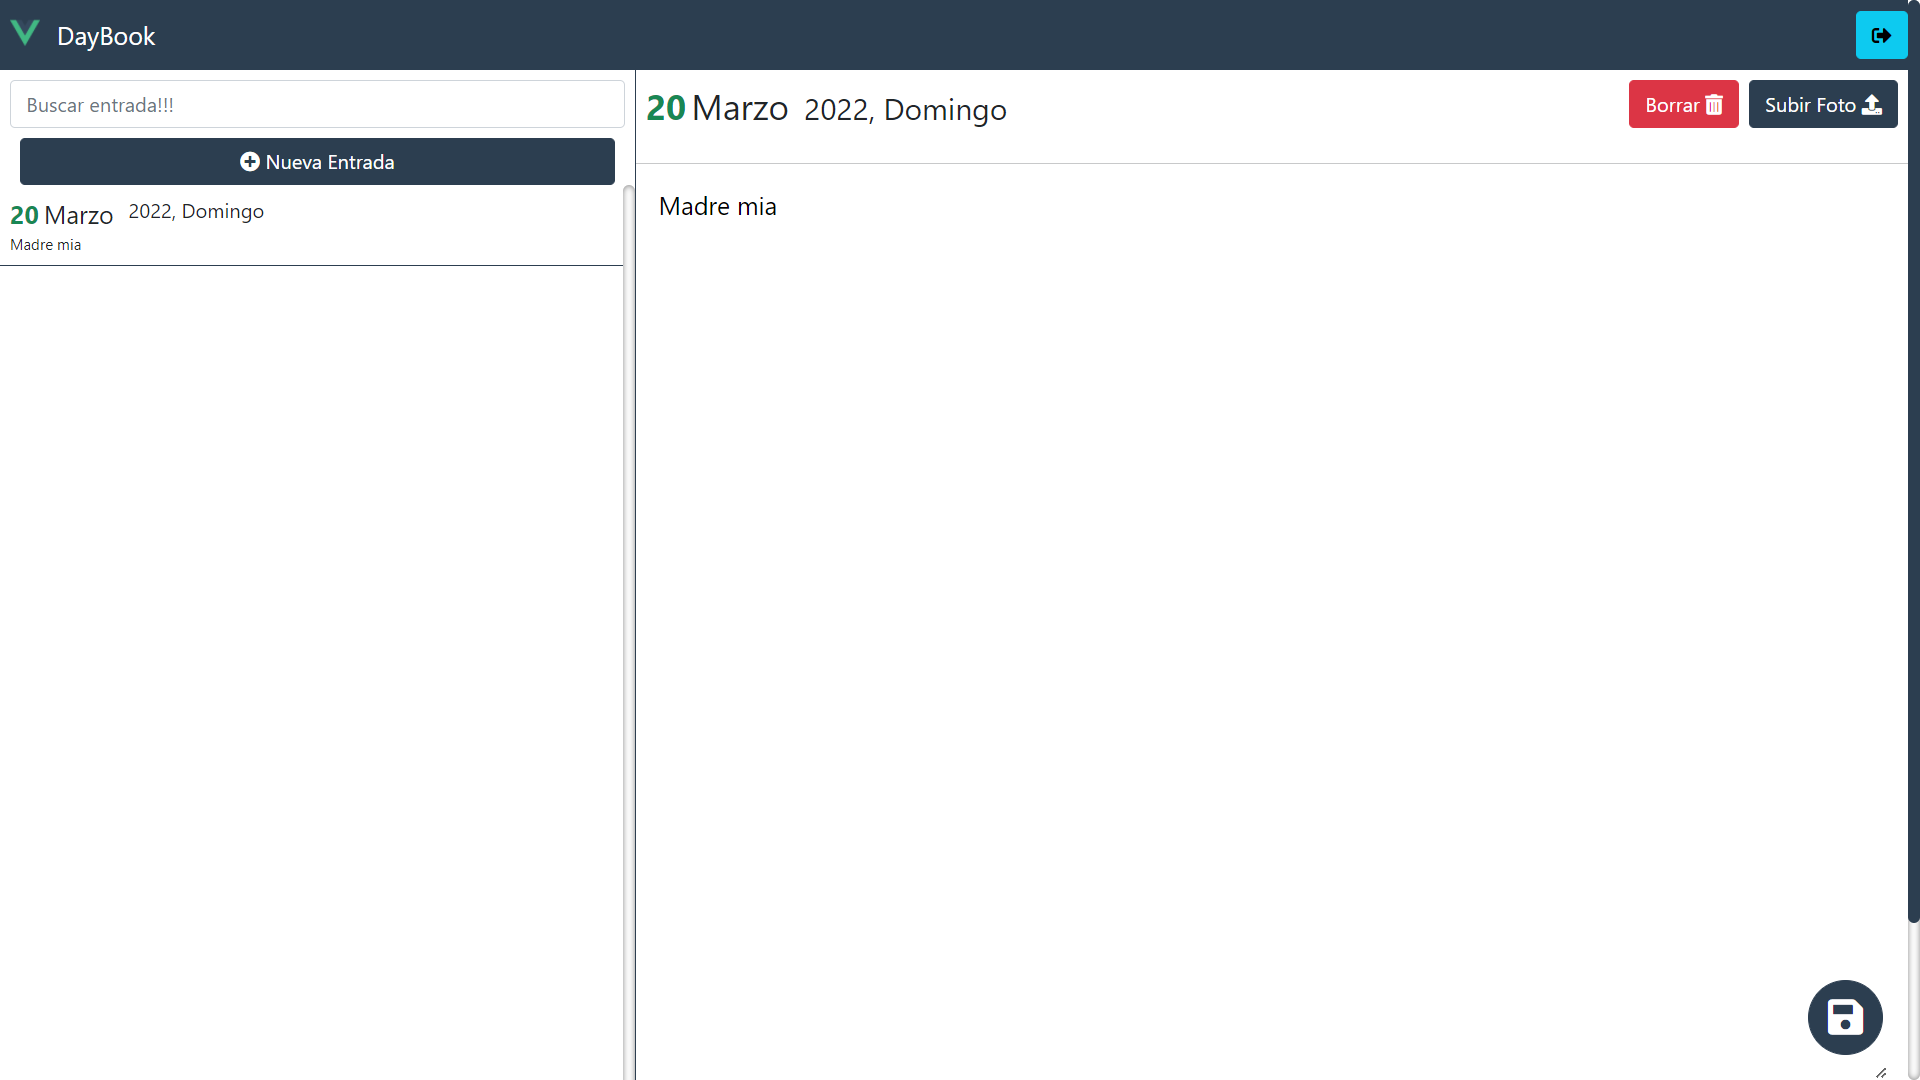 DayBook
Buscar entrada!!!
Nueva Entrada
20 Marzo 2022, Domingo
Madre mia
20 Marzo 2022, Domingo
Borrar
Subir Foto
Madre mia